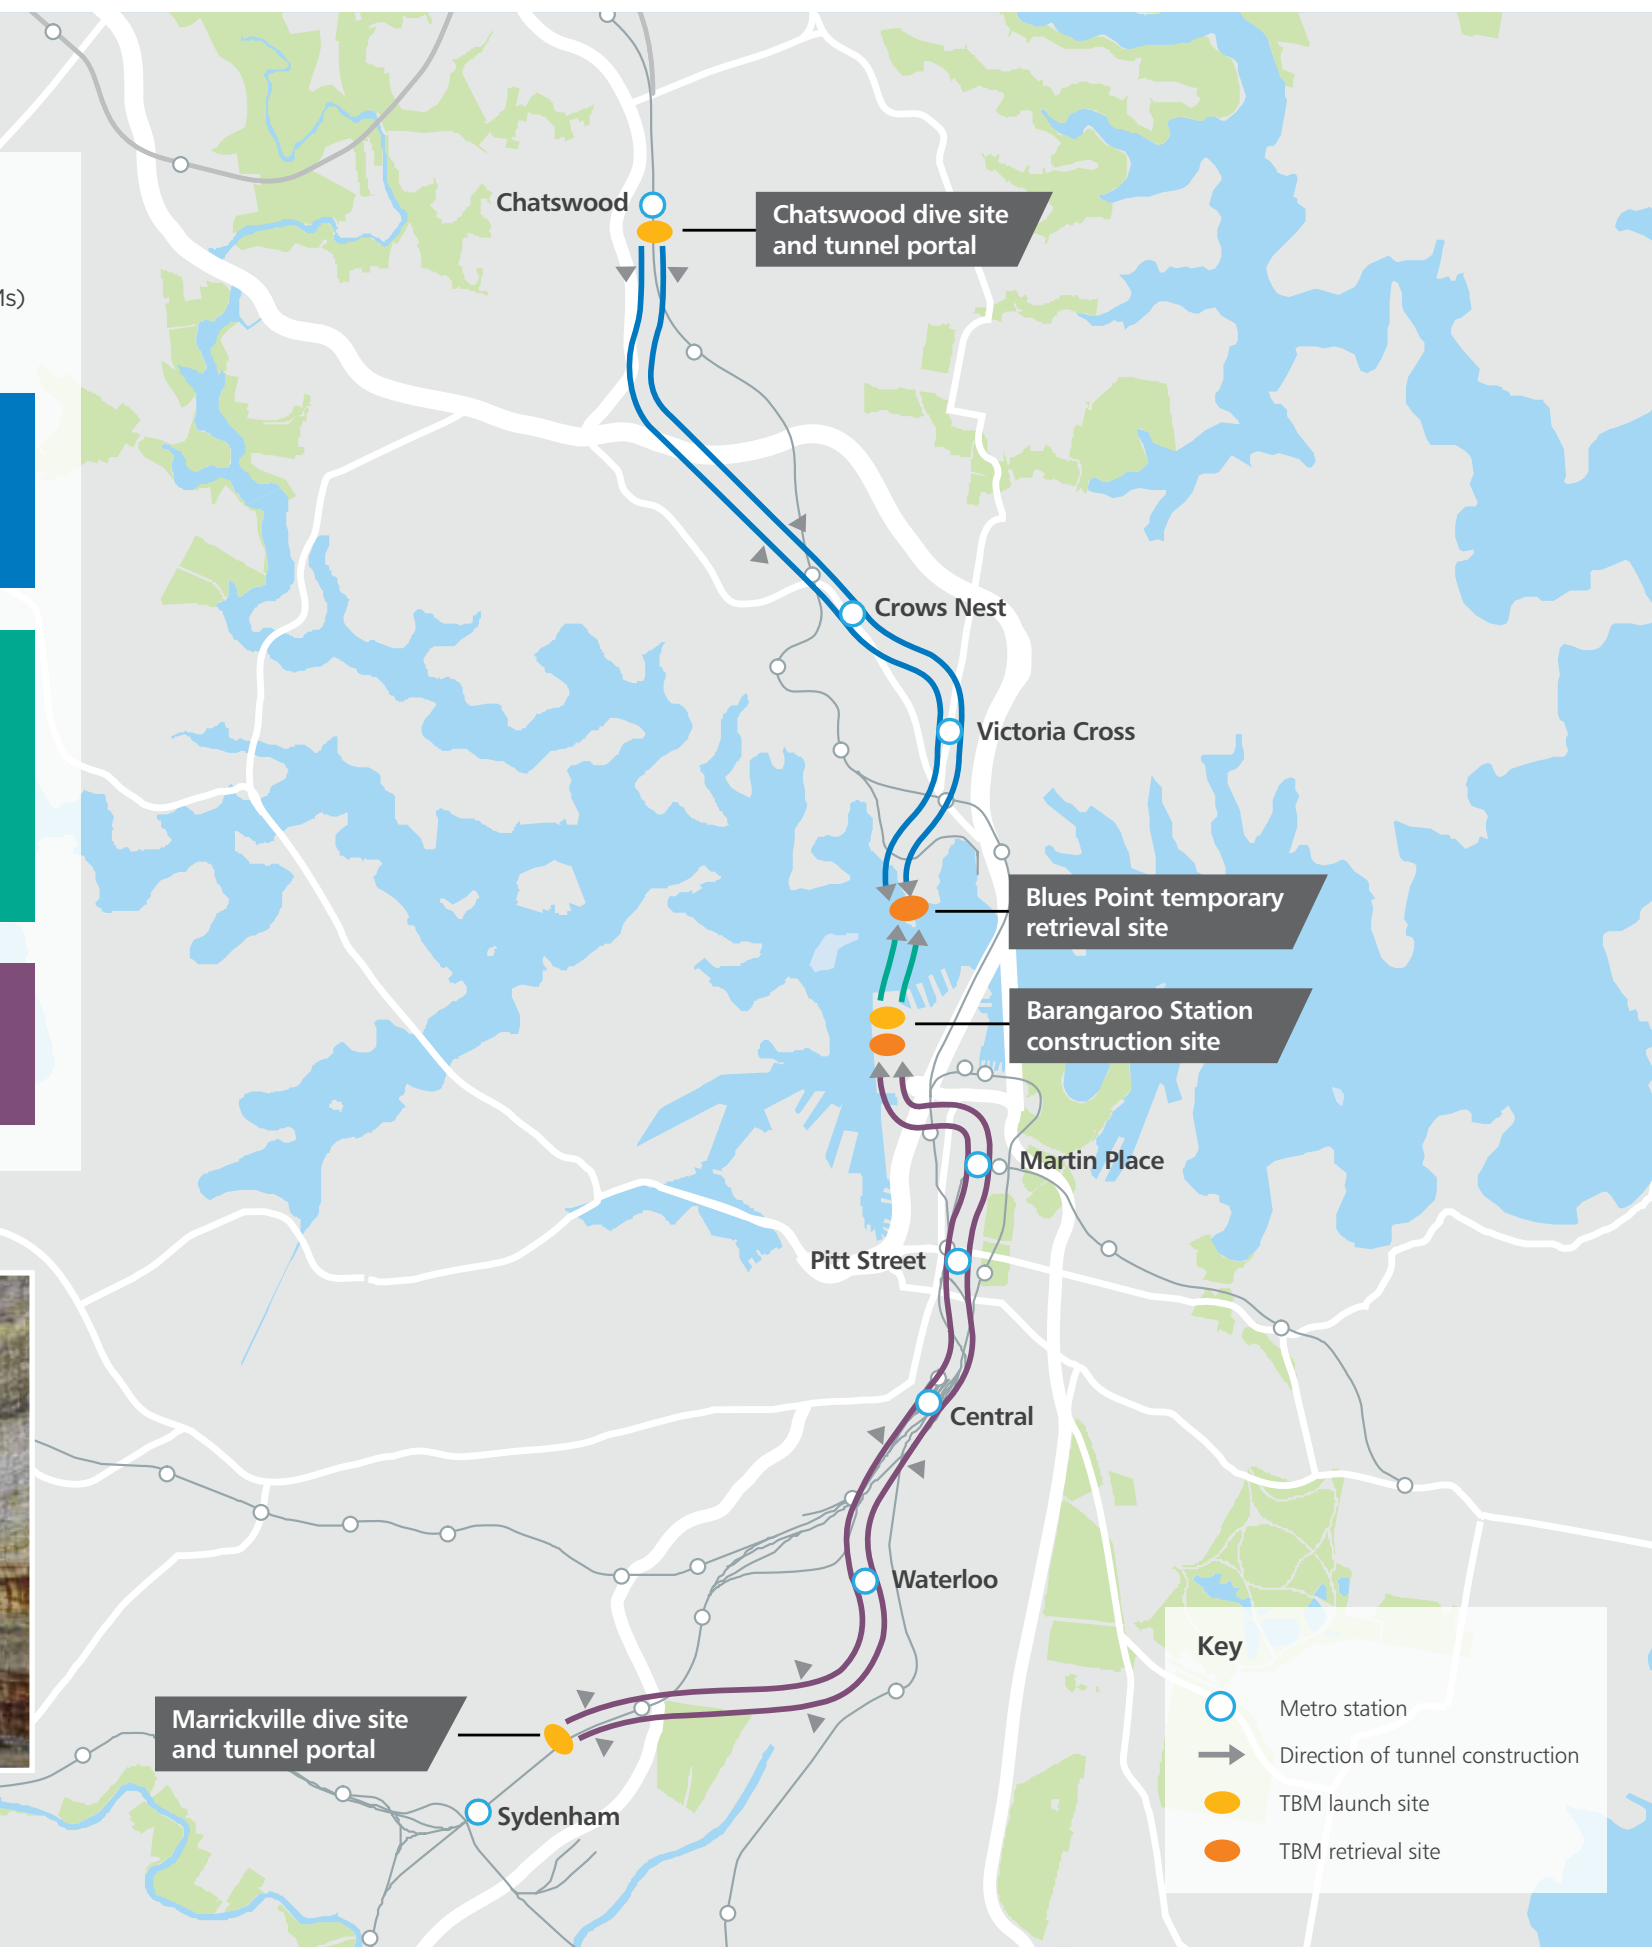 Chatswood
Chatswood dive site
and tunnel portal
Ms)
Crows Nest
Victoria Cross
Blues Point temporary
retrieval site
Barangaroo Station
construction site
Martin Place
Pitt Street
Central
Waterloo
Marrickville dive site
and tunnel portal
Sydenham
Key
Metro station
Direction of tunnel construction
TBM launch site
TBM retrieval site